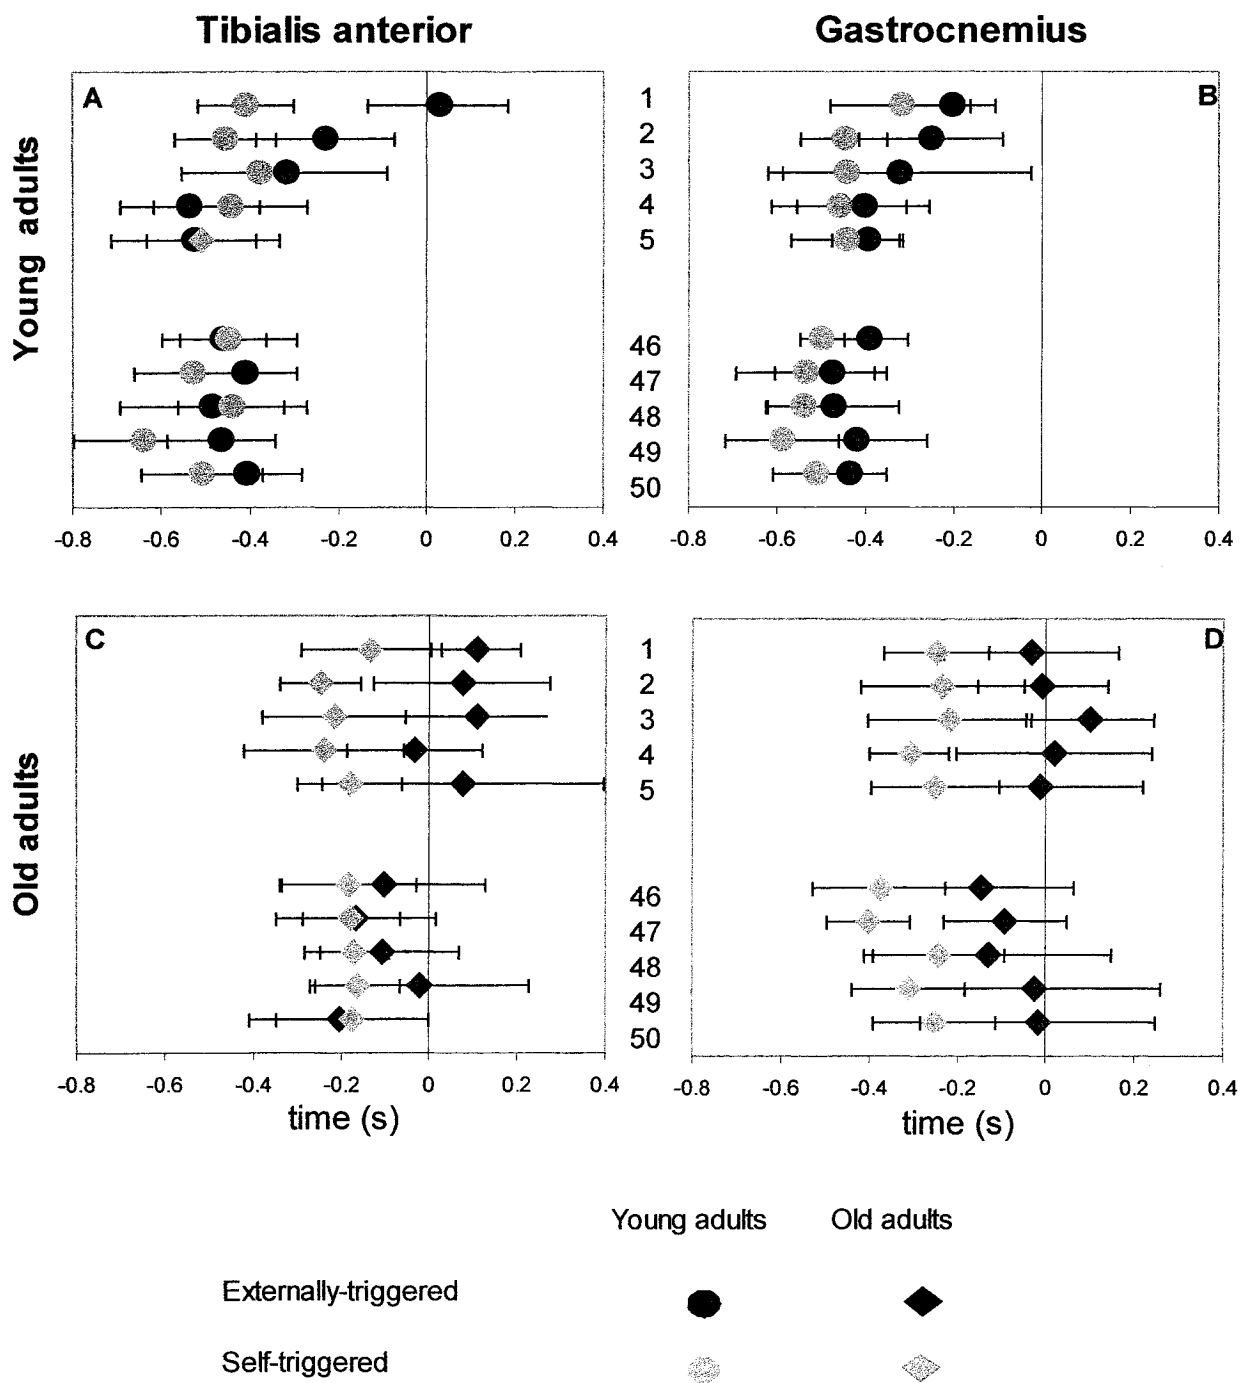 Tibialis anterior Gastrocnemius
A 1 B
2
3
4
5
Young adults
46
47
48
49
50
-0.8 -0.6 -0.4 -0.2 0 0.2 0.4 -0.8 -0.6 -0.4 -0.2 0 0.2 0.4
C 1 D
2
3
4
5
Old adults
46
47
48
49
50
-0.8 -0.6 -0.4 -0.2 0 0.2 0.4 -0.8 -0.6 -0.4 -0.2 0 0.2 0.4
time (s) time (s)
Young adults Old adults
Externally-triggered
Self-triggered